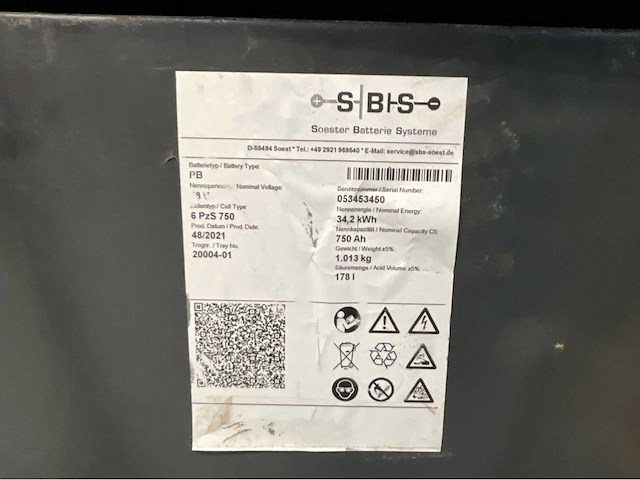 S|B|-S
Soester Batterie Systeme
D-59494 Soest * Tel.: +49 2921 969540 * E-Mail: service@sbs-soest.de
Batterietyp / Battery Type:
PB
Nominal Voltage:
/ Cell Type:
6 PzS 750
Prod. Datum / Prod. Date:
48/2021
Trognr. / Tray No.
20004-01
Seriennummer / Serial Number:
053453450
Nennenergie / Nominal Energy:
34,2 kWh
Nennkapazität / Nominal Capacity C5:
750 Ah
Gewicht / Weight ±5%:
1.013 kg
Säuremenge / Acid Volume ±5%:
178 l